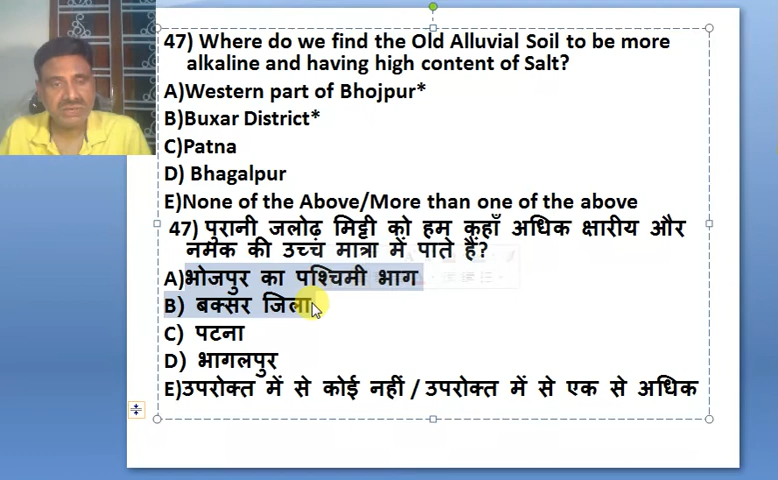 47) Where do we find the Old Alluvial Soil to be more
alkaline and having high content of Salt?
A)Western part of Bhojpur*
B)Buxar District*
C)Patna
D) Bhagalpur
E)None of the Above/More than one of the above
47) पुरानी जलोढ़ मिट्टी को हम कहाँ अधिक क्षारीय और
नमक की उच्च मात्रा में पाते हैं?
A)भोजपुर का पश्चिमी भाग
B) बक्सर जिला
C) पटना
D) भागलपुर
E)उपरोक्त में से कोई नहीं / उपरोक्त में से एक से अधिक